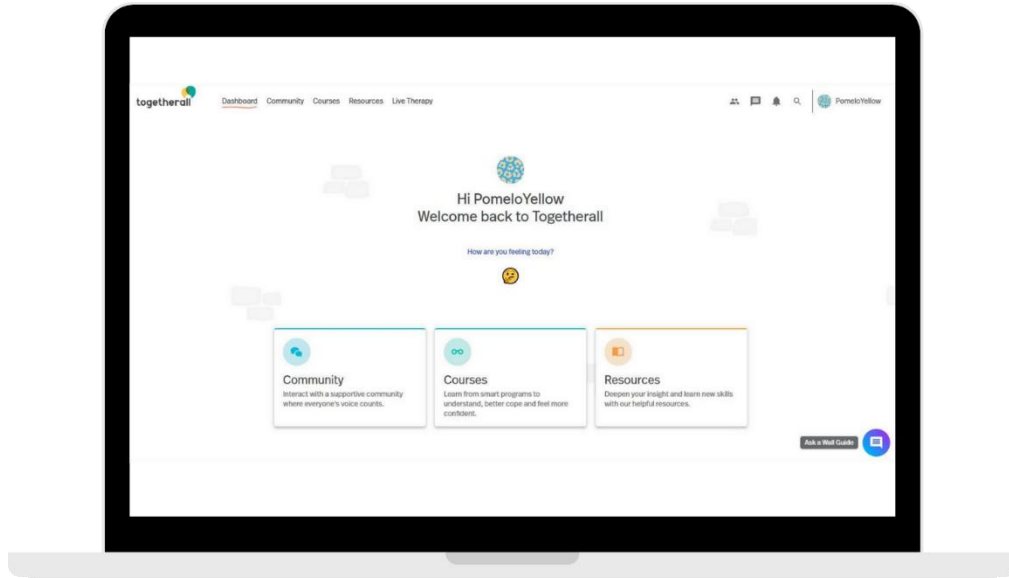 togetherall
Dashboard Community Courses Resources Live Therapy
PomeloYellow
Hi PomeloYellow
Welcome back to Togetherall
How are you feeling today?
Community
Interact with a supportive community
where everyone's voice counts.
Courses
Learn from smart programs to
understand, better cope and feel more
confident.
Resources
Deepen your insight and learn new skills
with our helpful resources.
Ask a Wall Guide